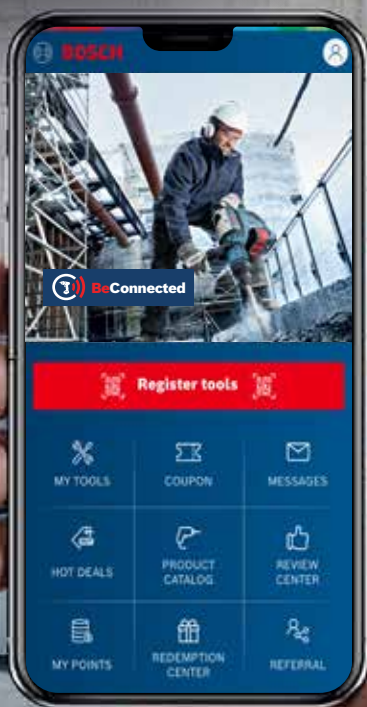 BOSCH
BeConnected
Register tools
MY TOOLS
COUPON
MESSAGES
HOT DEALS
PRODUCT
CATALOG
REVIEW
CENTER
MY POINTS
REDEMPTION
CENTER
REFERRAL